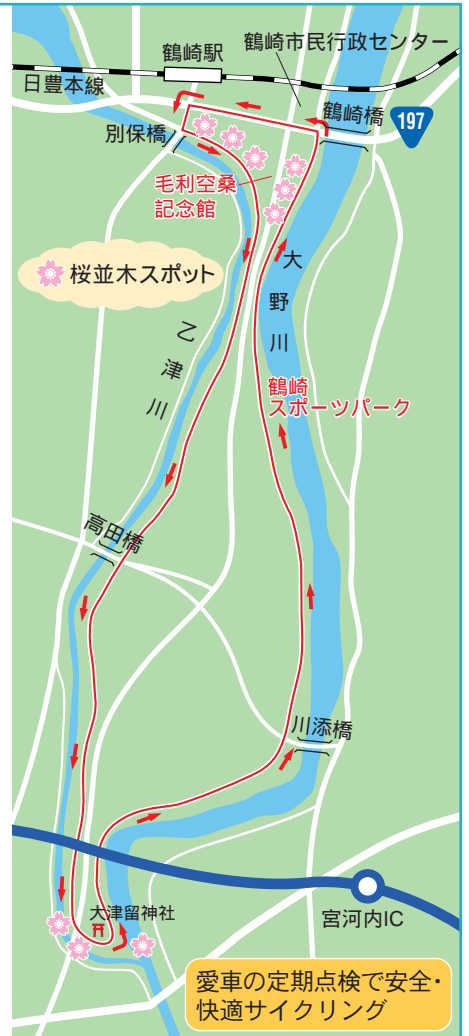 鶴崎市民行政センター
鶴崎駅
日豊本線
鶴崎橋
197
別保橋
毛利空桑
記念館
桜並木スポット
大野川
乙津川
鶴崎
スポーツパーク
高田橋
川添橋
大津留神社
宮河内IC
愛車の定期点検で安全・
快適サイクリング